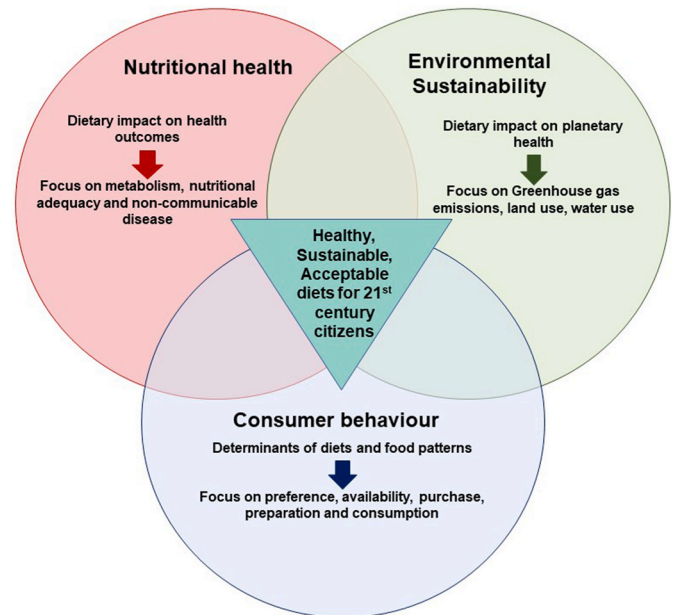 Nutritional health
Dietary impact on health
outcomes
Focus on metabolism, nutritional
adequacy and non-communicable
disease
Environmental
Sustainability
Dietary impact on planetary
health
Focus on Greenhouse gas
emissions, land use, water use
Healthy,
Sustainable,
Acceptable
diets for 21st
century
citizens
Consumer behaviour
Determinants of diets and food patterns
Focus on preference, availability, purchase,
preparation and consumption